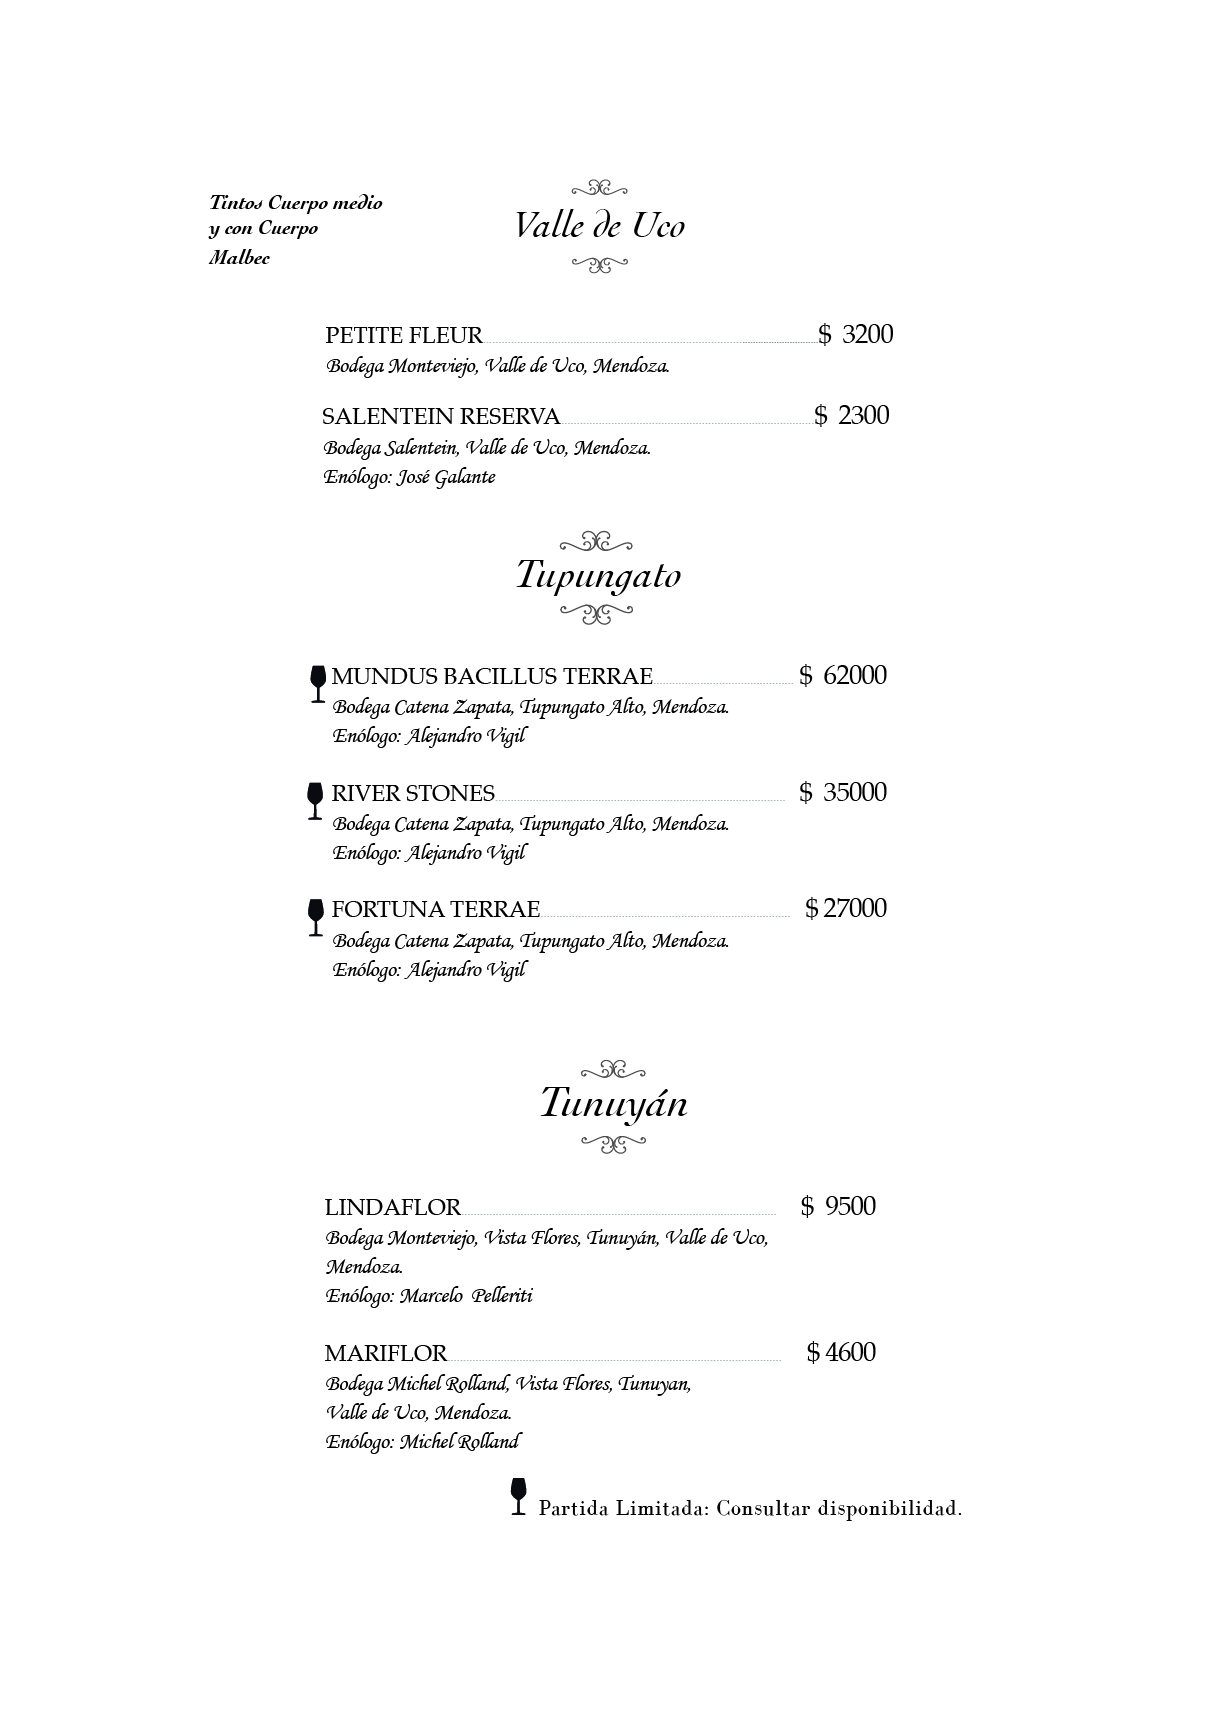 Tintos Cuerpo medio
y con Cuerpo
Malbec
Valle de Uco
PETITE FLEUR $ 3200
Bodega Monteviejo, Valle de Uco, Mendoza.
SALENTEIN RESERVA $ 2300
Bodega Salentein, Valle de Uco, Mendoza.
Enólogo: José Galante
Tupungato
MUNDUS BACILLUS TERRAE $ 62000
Bodega Catena Zapata, Tupungato Alto, Mendoza.
Enólogo: Alejandro Vigil
RIVER STONES $ 35000
Bodega Catena Zapata, Tupungato Alto, Mendoza.
Enólogo: Alejandro Vigil
FORTUNA TERRAE $ 27000
Bodega Catena Zapata, Tupungato Alto, Mendoza.
Enólogo: Alejandro Vigil
Tunuyán
LINDAFLOR $ 9500
Bodega Monteviejo, Vista Flores, Tunuyán, Valle de Uco,
Mendoza.
Enólogo: Marcelo Pelleriti
MARIFLOR $ 4600
Bodega Michel Rolland, Vista Flores, Tunuyan,
Valle de Uco, Mendoza.
Enólogo: Michel Rolland
Partida Limitada: Consultar disponibilidad.